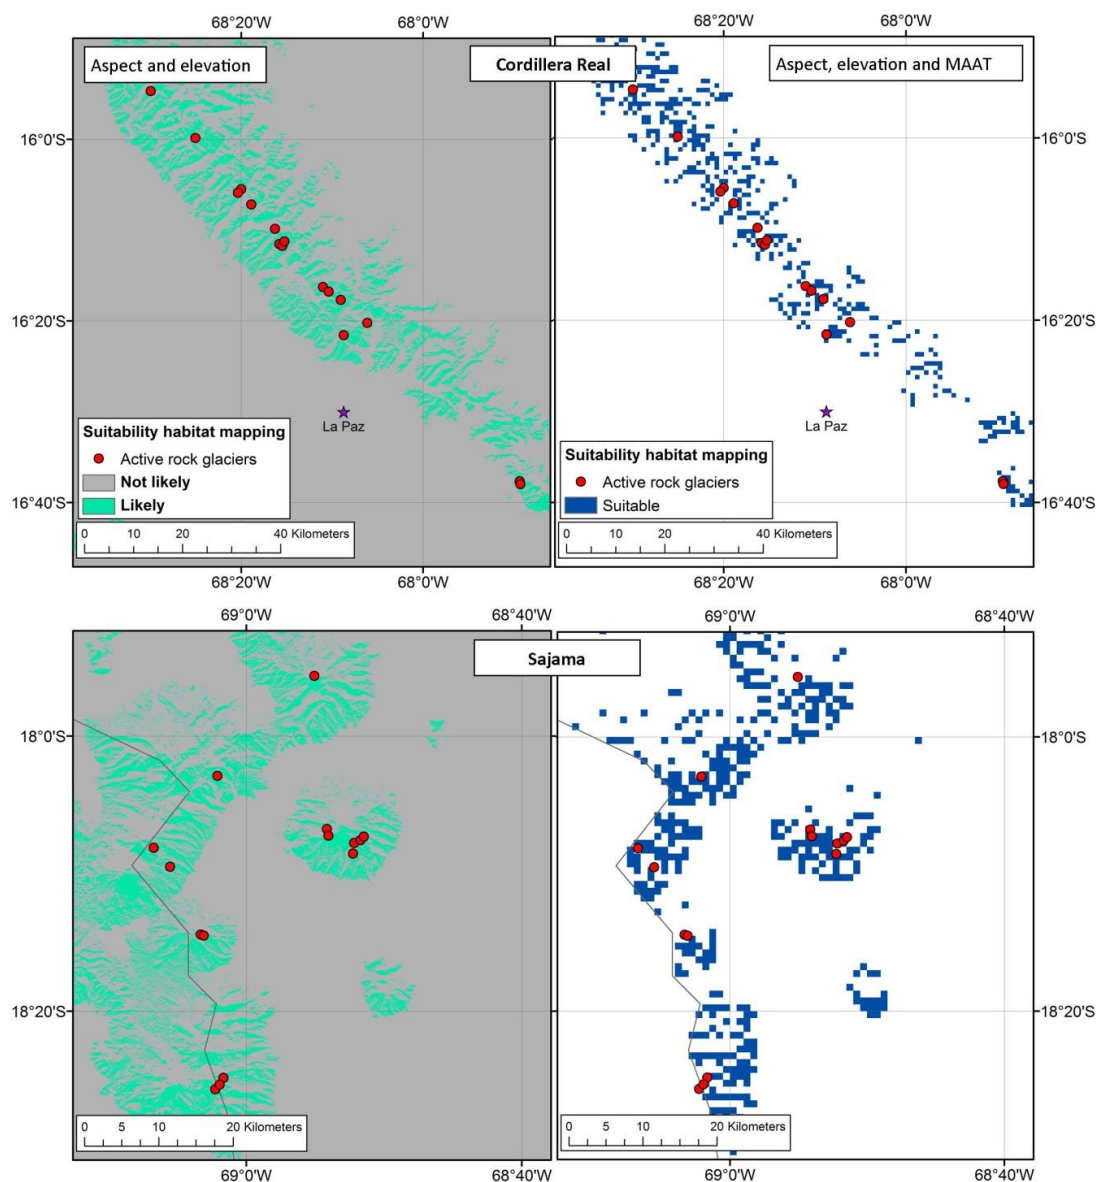 68°20'W 68°0'W 68°20'W 68°0'W
Aspect and elevation
Cordillera Real
Aspect, elevation and MAAT
16°0'S 16°0'S
16°20'S 16°20'S
La Paz La Paz
Suitability habitat mapping
Active rock glaciers
Not likely
Likely
0 10 20 40 Kilometers
Suitability habitat mapping
Active rock glaciers
Suitable
0 10 20 40 Kilometers
16°40'S 16°40'S
68°20'W 68°0'W 68°20'W 68°0'W
69°0'W 68°40'W 69°0'W 68°40'W
Sajama
18°0'S 18°0'S
18°20'S 18°20'S
0 5 10 20 Kilometers
0 5 10 20 Kilometers
69°0'W 68°40'W 69°0'W 68°40'W